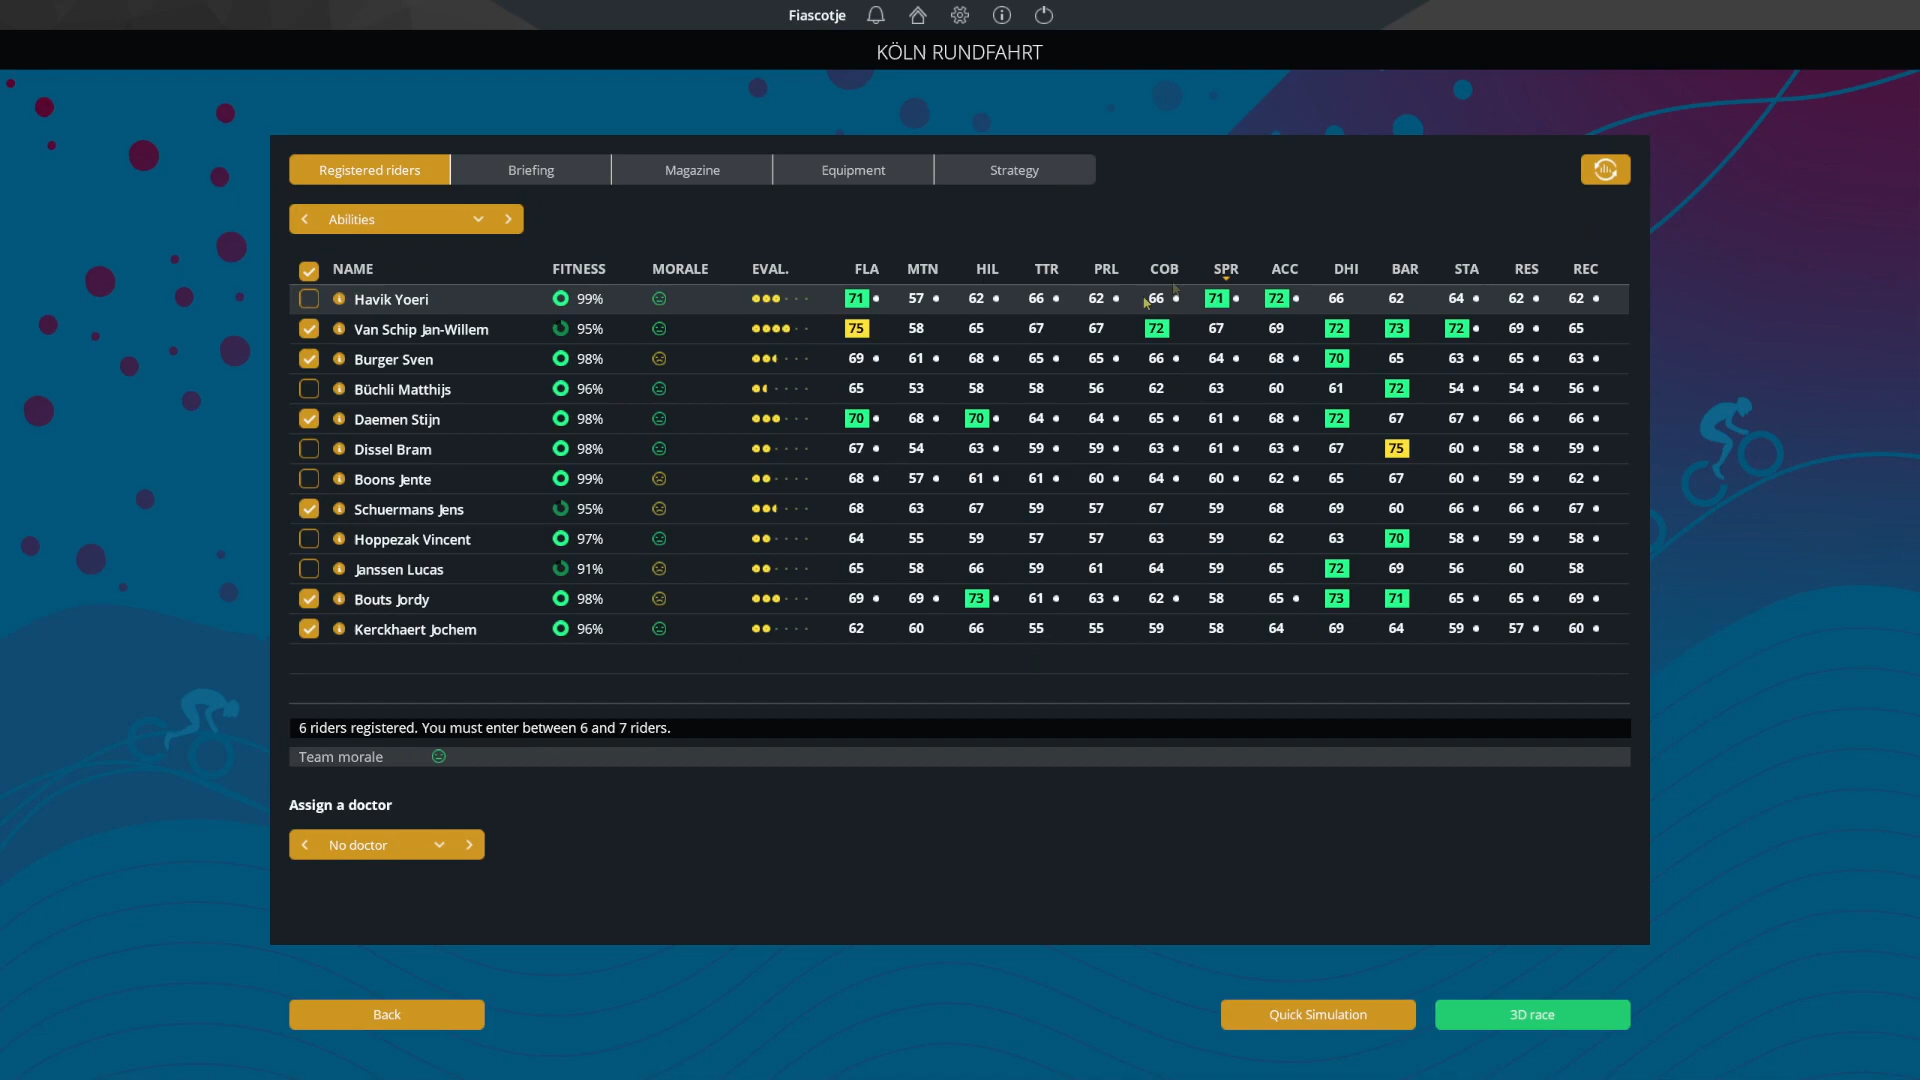 Fiascotje
KÖLN RUNDFAHRT
Registered riders Briefing Magazine Equipment Strategy
Abilities
NAME FITNESS MORALE EVAL. FLA MTN HIL TTR PRL COB SPR ACC DHI BAR STA RES REC
Havik Yoeri 99% 71 57 62 66 62 66 71 72 66 62 64 62 62
Van Schip Jan-Willem 95% 75 58 65 67 67 72 67 69 72 73 72 69 65
Burger Sven 98% 69 61 68 65 65 66 64 68 70 65 63 65 63
Büchli Matthijs 96% 65 53 58 58 56 62 63 60 61 72 54 54 56
Daemen Stijn 98% 70 68 70 64 64 65 61 68 72 67 67 66 66
Dissel Bram 98% 67 54 63 59 59 63 61 63 67 75 60 58 59
Boons Jente 99% 68 57 61 61 60 64 60 62 65 67 60 59 62
Schuermans Jens 95% 68 63 67 59 57 67 59 68 69 60 66 66 67
Hoppezak Vincent 97% 64 55 59 57 57 63 59 62 63 70 58 59 58
Janssen Lucas 91% 65 58 66 59 61 64 59 65 72 69 56 60 58
Bouts Jordy 98% 69 69 73 61 63 62 58 65 73 71 65 65 69
Kerckhaert Jochem 96% 62 60 66 55 55 59 58 64 69 64 59 57 60
6 riders registered. You must enter between 6 and 7 riders.
Team morale
Assign a doctor
No doctor
Back Quick Simulation 3D race